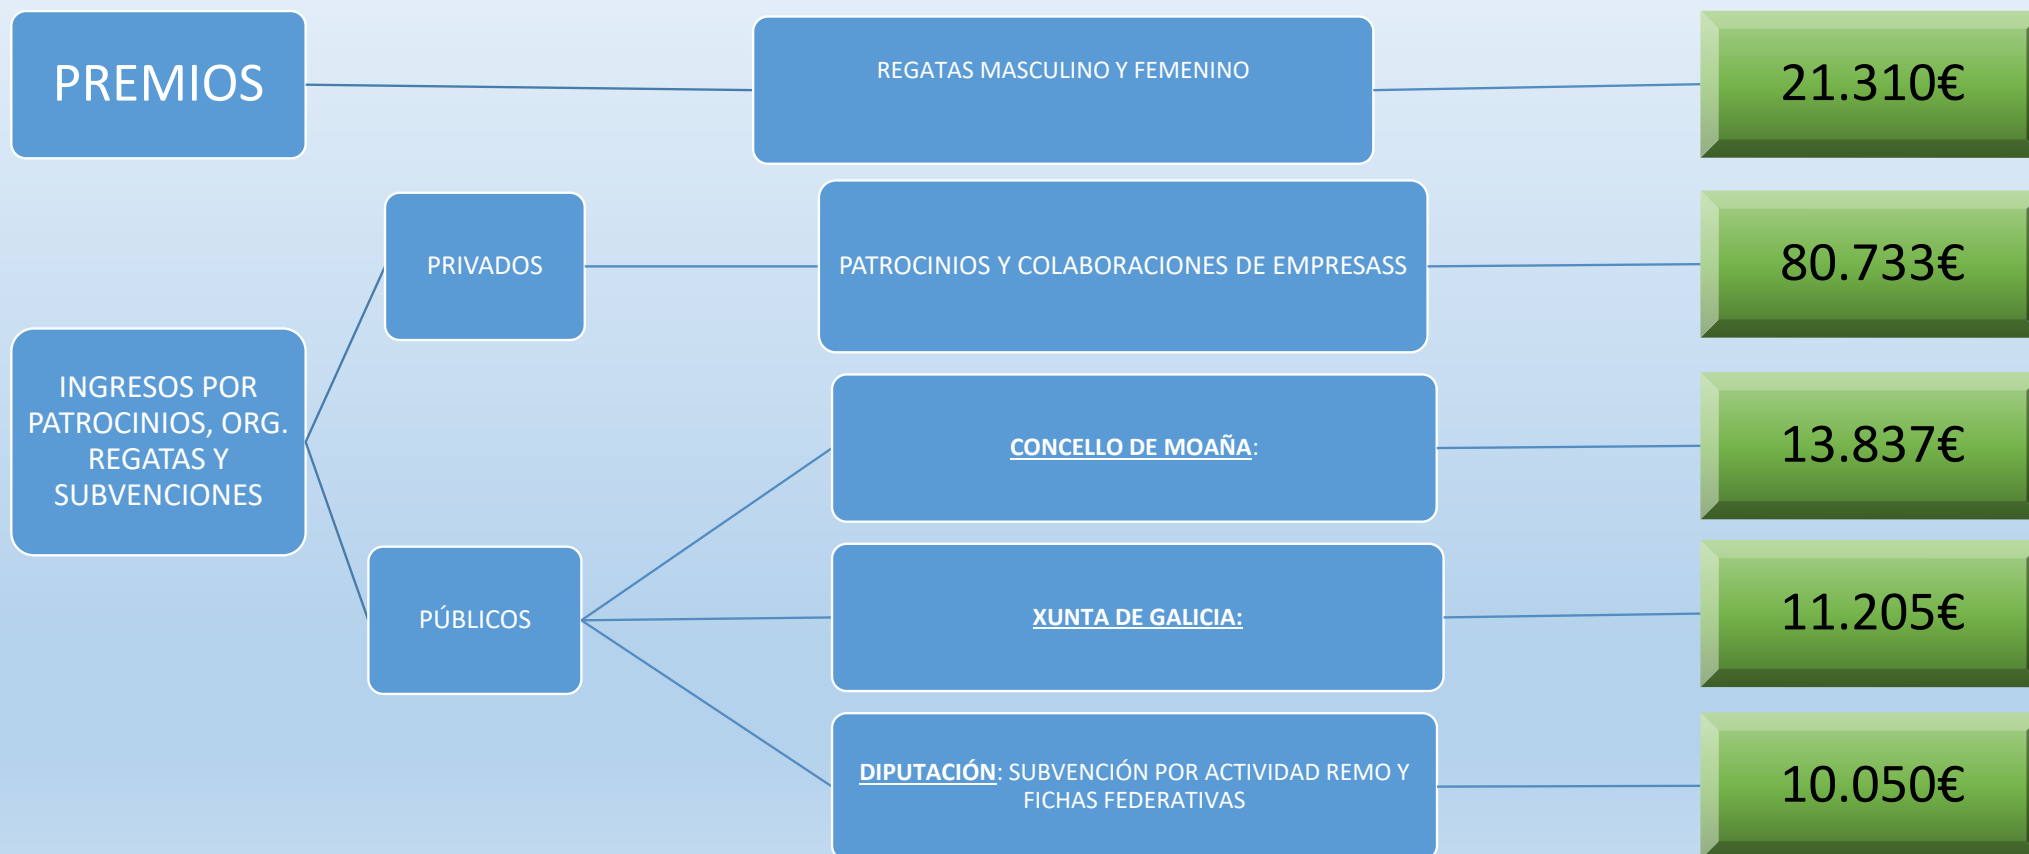 PREMIOS
REGATAS MASCULINO Y FEMENINO
21.310€
PRIVADOS
PATROCINIOS Y COLABORACIONES DE EMPRESASS
80.733€
INGRESOS POR
PATROCINIOS, ORG.
REGATAS Y
SUBVENCIONES
CONCELLO DE MOAÑA:
13.837€
PÚBLICOS
XUNTA DE GALICIA:
11.205€
DIPUTACIÓN: SUBVENCIÓN POR ACTIVIDAD REMO Y
FICHAS FEDERATIVAS
10.050€